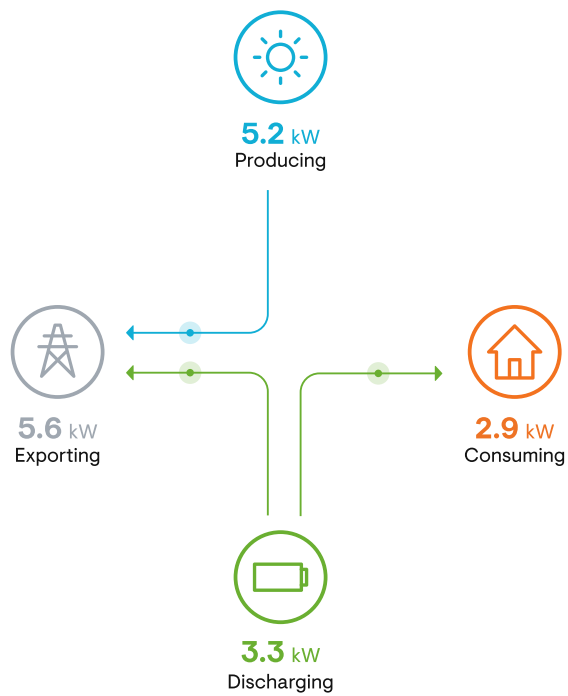 5.2 kW
Producing
5.6 kW
Exporting
2.9 kW
Consuming
3.3 kW
Discharging